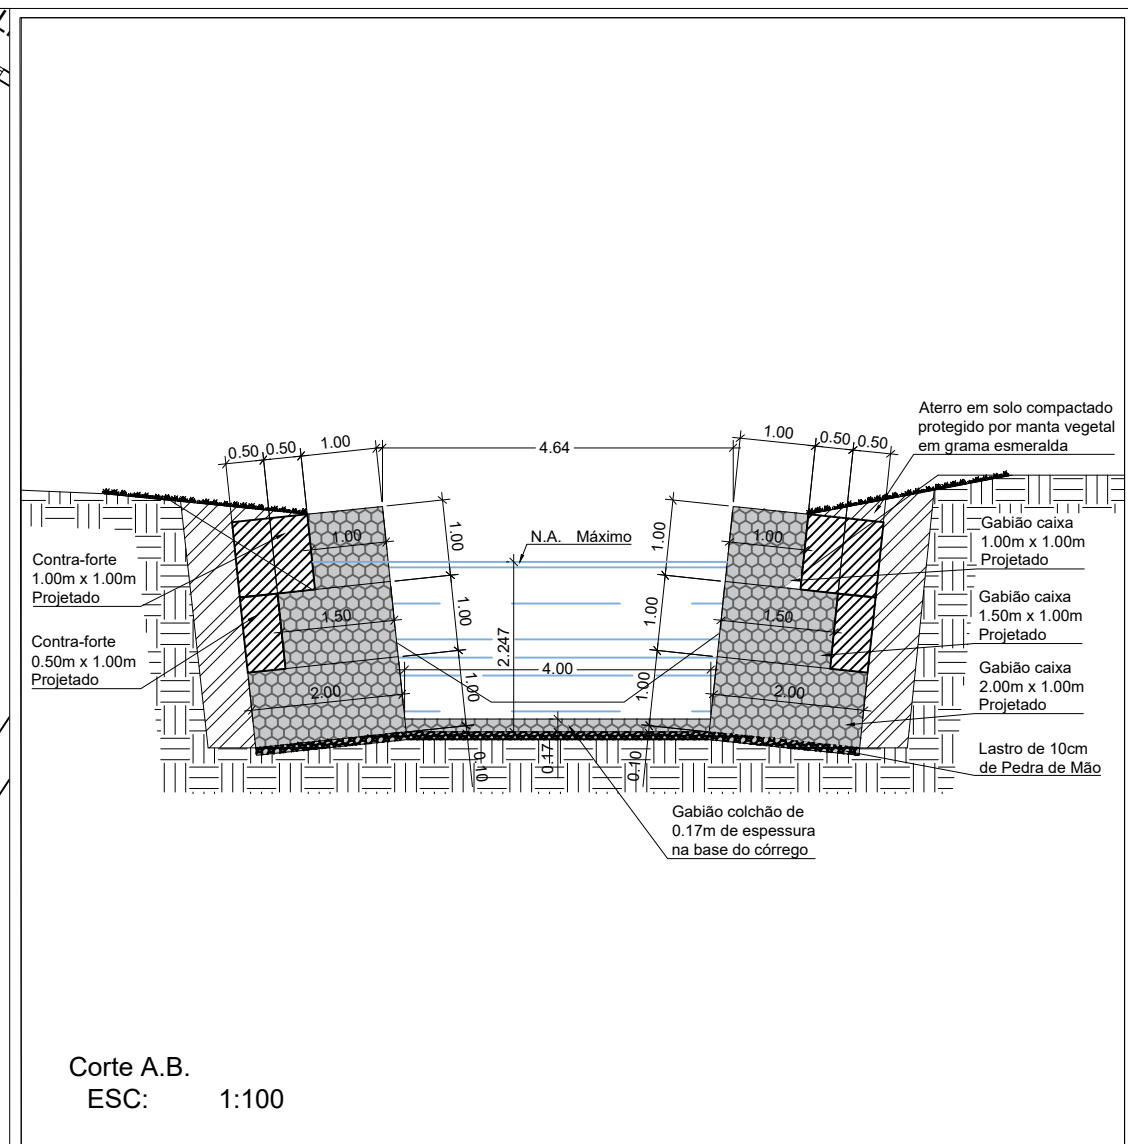 Aterro em solo compactado
protegido por manta vegetal
em grama esmeralda
0.50
0.50
1.00
4.64
1.00
0.50
0.50
N.A. Máximo
1.00
1.00
1.00
1.00
Gabião caixa
1.00m x 1.00m
Projetado
Contra-forte
1.00m x 1.00m
Projetado
1.50
1.00
1.00
1.50
Gabião caixa
1.50m x 1.00m
Projetado
Contra-forte
0.50m x 1.00m
Projetado
2.247
4.00
2.00
1.00
1.00
2.00
Gabião caixa
2.00m x 1.00m
Projetado
0.10
0.17
0.10
Lastro de 10cm
de Pedra de Mão
Gabião colchão de
0.17m de espessura
na base do córrego
Corte A.B.
ESC: 1:100